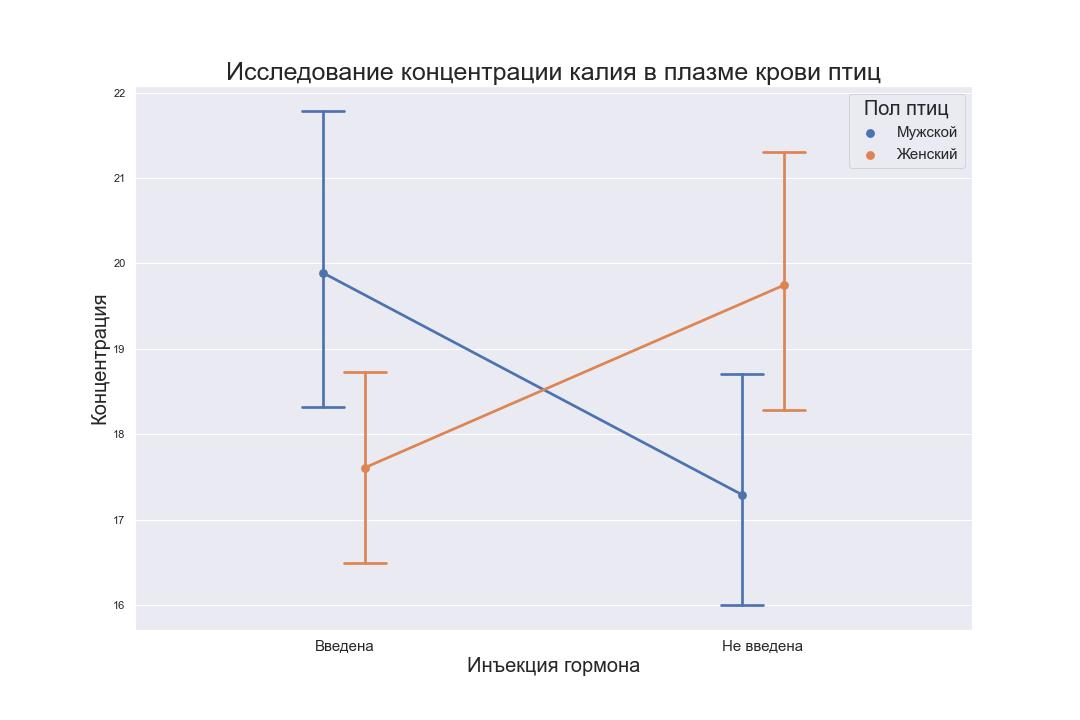 Исследование концентрации калия в плазме крови птиц
Пол птиц
Мужской
Женский
22
21
20
19
18
17
16
Концентрация
Введена
Не введена
Инъекция гормона